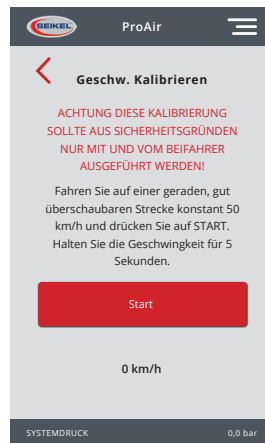 SEIKEL
ProAir
Geschw. Kalibrieren
ACHTUNG DIESE KALIBRIERUNG
SOLLTE AUS SICHERHEITSGRÜNDEN
NUR MIT UND VOM BEIFAHRER
AUSGEFÜHRT WERDEN!
Fahren Sie auf einer geraden, gut
überschaubaren Strecke konstant 50
km/h und drücken Sie auf START.
Halten Sie die Geschwingkeit für 5
Sekunden.
Start
0 km/h
SYSTEMDRUCK 0,0 bar